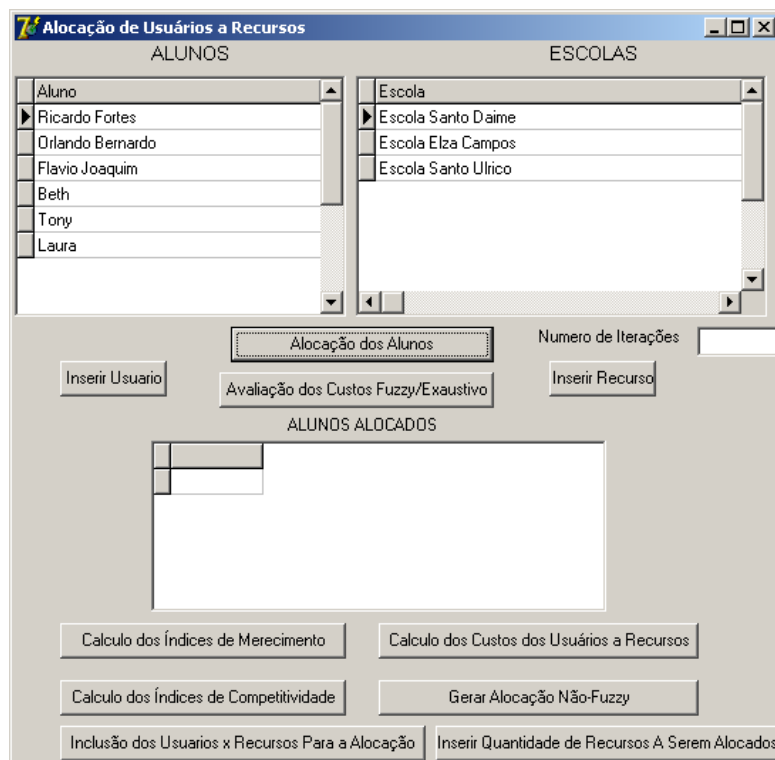 Alocação de Usuários a Recursos
ALUNOS
ESCOLAS
Aluno
Ricardo Fortes
Orlando Bernardo
Flavio Joaquim
Beth
Tony
Laura
Escola
Escola Santo Daime
Escola Elza Campos
Escola Santo Ulrico
Alocação dos Alunos
Numero de Iterações
Inserir Usuario
Avaliação dos Custos Fuzzy/Exaustivo
Inserir Recurso
ALUNOS ALOCADOS
Calculo dos Índices de Merecimento
Calculo dos Custos dos Usuários a Recursos
Calculo dos Índices de Competitividade
Gerar Alocação Não-Fuzzy
Inclusão dos Usuarios x Recursos Para a Alocação
Inserir Quantidade de Recursos A Serem Alocados